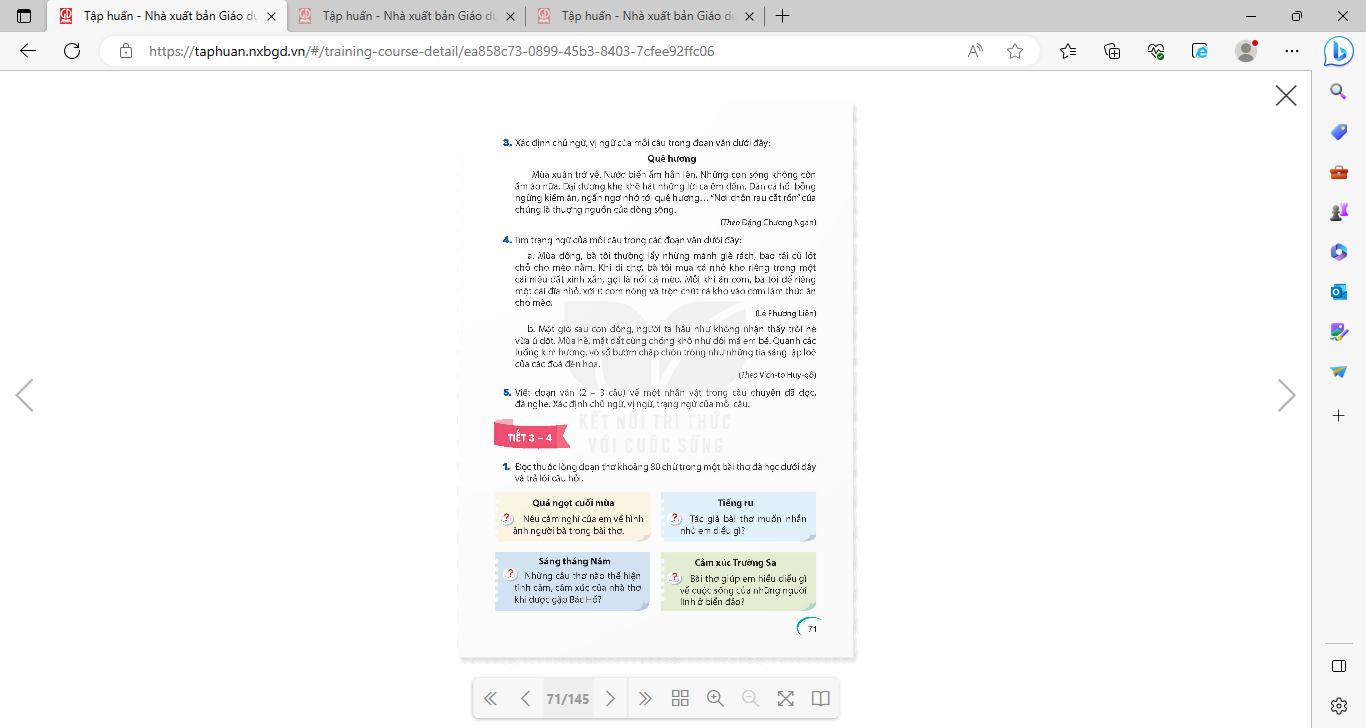 Tập huấn - Nhà xuất bản Giáo dụ
Tập huấn - Nhà xuất bản Giáo dụ
Tập huấn - Nhà xuất bản Giáo dụ
https://taphuan.nxbgd.vn/#/training-course-detail/ea858c73-0899-45b3-8403-7cfee92ffc06
3. Xác định chủ ngữ, vị ngữ của mỗi câu trong đoạn văn dưới đây:
Quê hương
Mùa xuân trở về. Nước biển ấm hẳn lên. Những con sóng không còn
ầm ào nữa. Đại dương khe khẽ hát những lời ca êm đềm. Đàn cá hồi bỗng
ngừng kiếm ăn, ngẩn ngơ nhớ tới quê hương... "Nơi chôn rau cắt rốn" của
chúng là thượng nguồn của dòng sông.
(Theo Đặng Chương Ngạn)
4. Tìm trạng ngữ của mỗi câu trong các đoạn văn dưới đây:
a. Mùa đông, bà tôi thường lấy những mảnh giẻ rách, bao tải cũ lót
chỗ cho mèo nằm. Khi đi chợ, bà tôi mua cá nhỏ kho riêng trong một
cái niêu đất xinh xắn, gọi là nồi cá mèo. Mỗi khi ăn cơm, bà tôi để riêng
một cái đĩa nhỏ, xới ít cơm nóng và trộn chút cá kho vào cơm làm thức ăn
cho mèo.
(Lê Phương Liên)
b. Một giờ sau cơn dông, người ta hầu như không nhận thấy trời hè
vừa ủ dột. Mùa hè, mặt đất cũng chóng khô như đôi má em bé. Quanh các
luống kim hương, vô số bướm chập chờn trông như những tia sáng lập loè
của các đoá đèn hoa.
(Theo Vích-to Huy-gô)
5. Viết đoạn văn (2 – 3 câu) về một nhân vật trong câu chuyện đã đọc,
đã nghe. Xác định chủ ngữ, vị ngữ, trạng ngữ của mỗi câu.
KẾT NỐI TRI THỨC
VỚI CUỘC SỐNG
TIẾT 3 – 4
1. Đọc thuộc lòng đoạn thơ khoảng 80 chữ trong một bài thơ đã học dưới đây
và trả lời câu hỏi.
Quả ngọt cuối mùa
? Nêu cảm nghĩ của em về hình
ảnh người bà trong bài thơ.
Tiếng ru
? Tác giả bài thơ muốn nhắn
nhủ em điều gì?
Sáng tháng Năm
? Những câu thơ nào thể hiện
tình cảm, cảm xúc của nhà thơ
khi được gặp Bác Hồ?
Cảm xúc Trường Sa
? Bài thơ giúp em hiểu điều gì
về cuộc sống của những người
lính ở biển đảo?
71
71/145